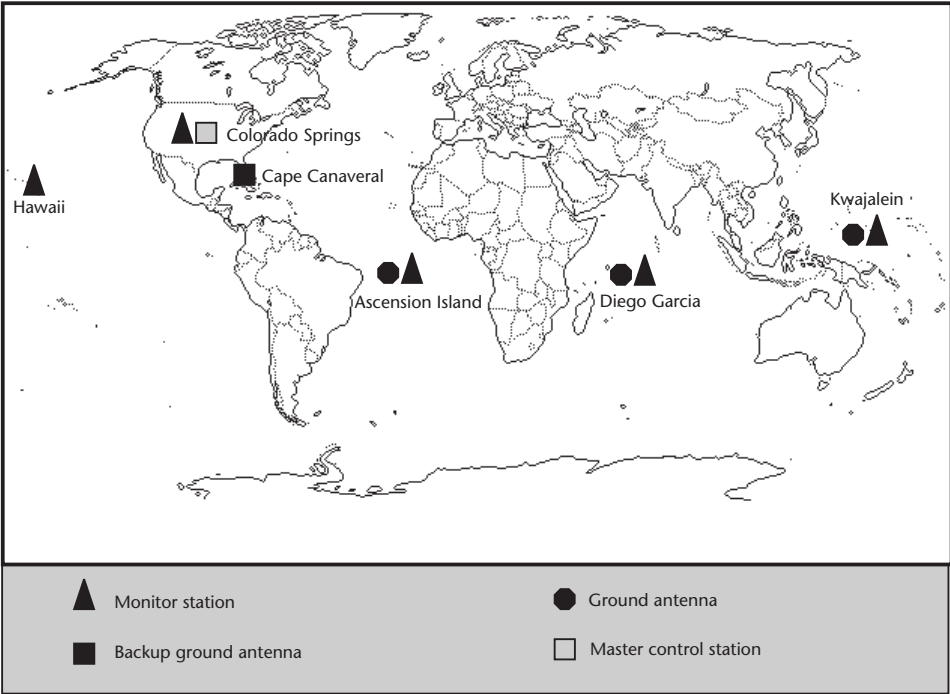 Colorado Springs
Cape Canaveral
Hawaii
Kwajalein
Ascension Island
Diego Garcia
Monitor station
Ground antenna
Backup ground antenna
Master control station